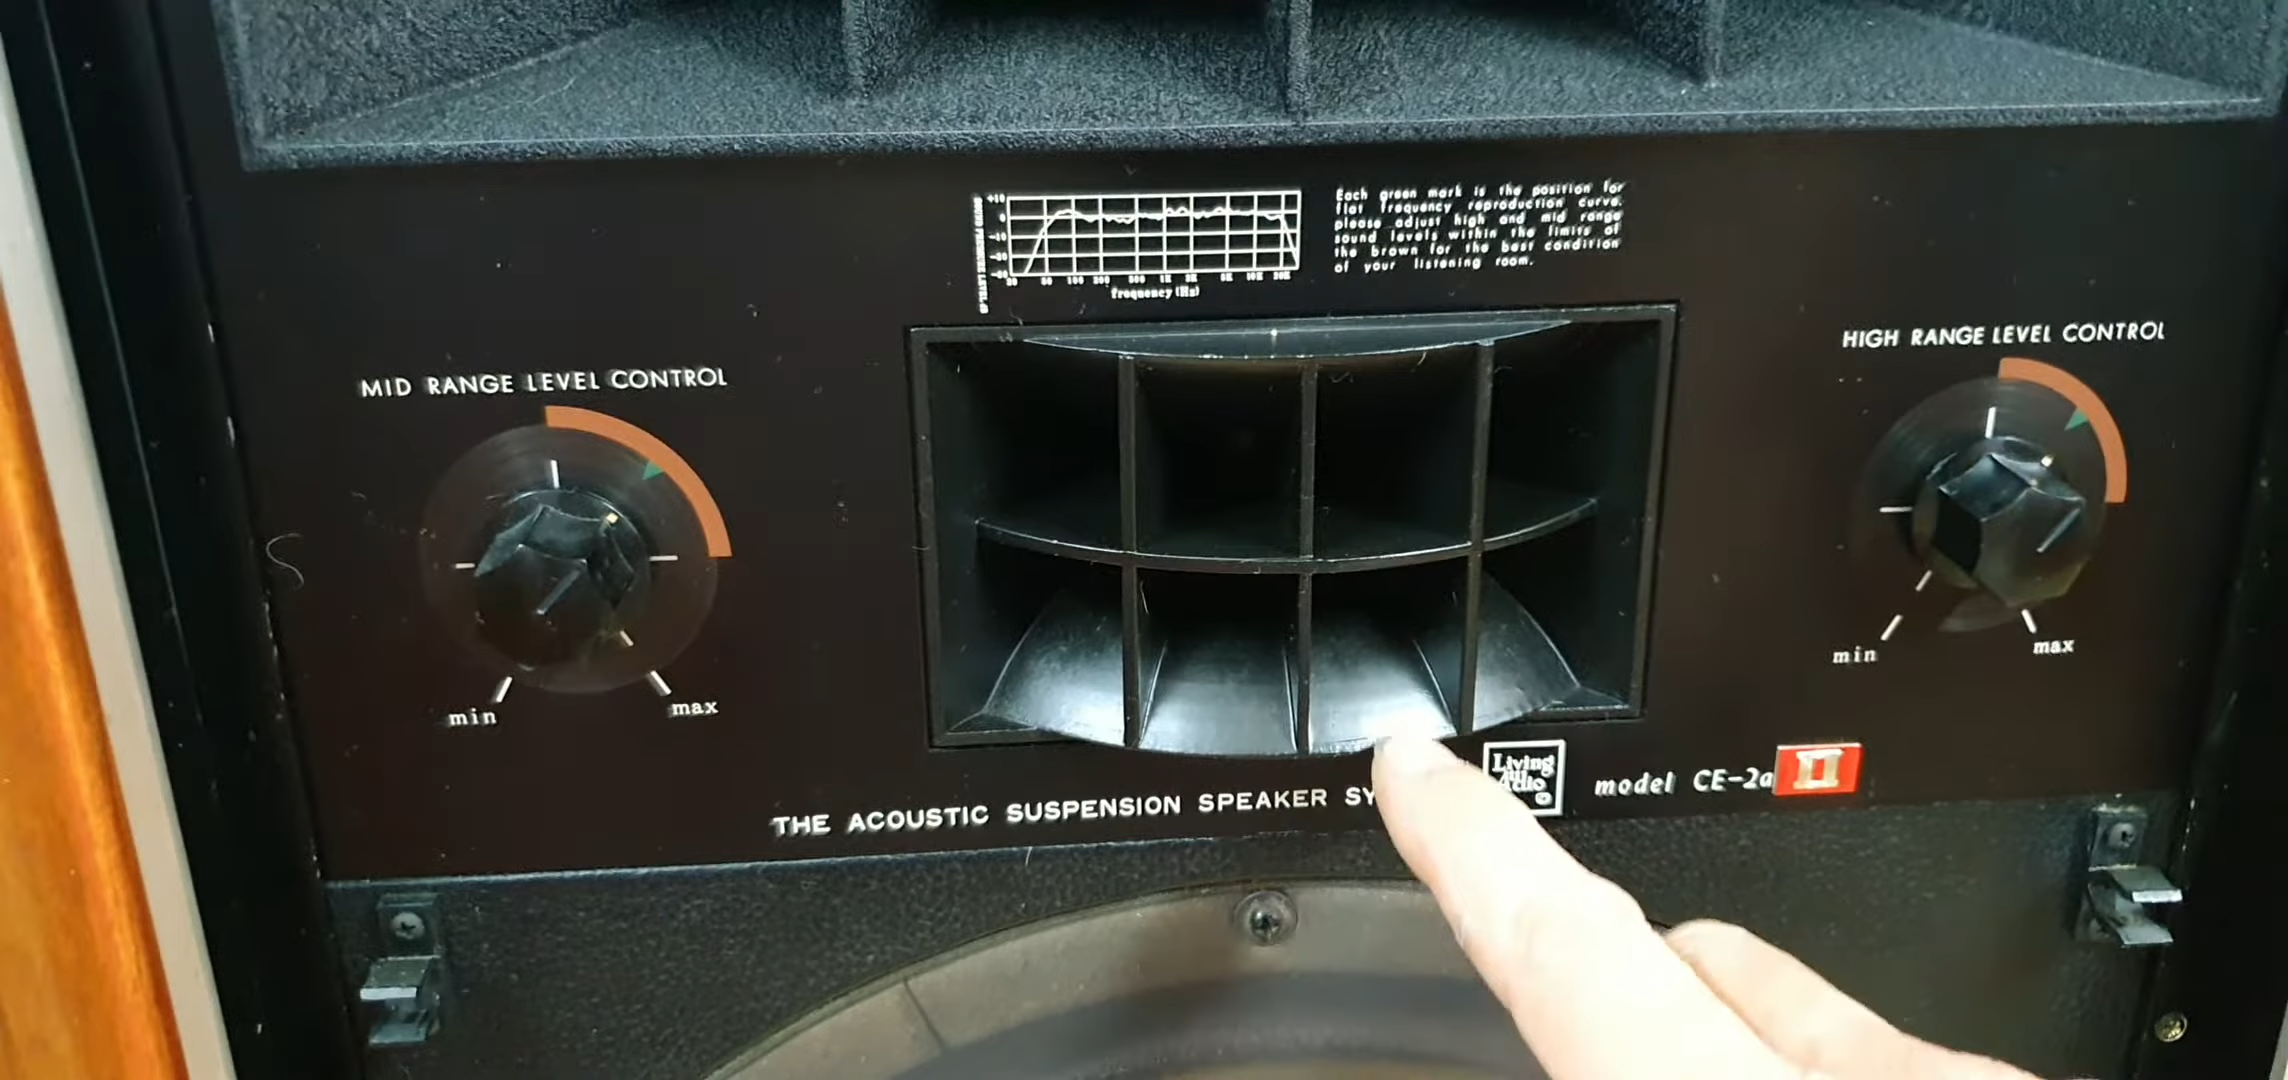 +10
0
-10
frequency (Hz)
Each green mark is the position for
flat frequency reproduction curve.
please adjust high and mid range
sound levels within the limits of
the brown for the best condition
of your listening room.
HIGH RANGE LEVEL CONTROL
MID RANGE LEVEL CONTROL
min
max
min
max
Living
Audio
model CE-2a II
THE ACOUSTIC SUSPENSION SPEAKER SY